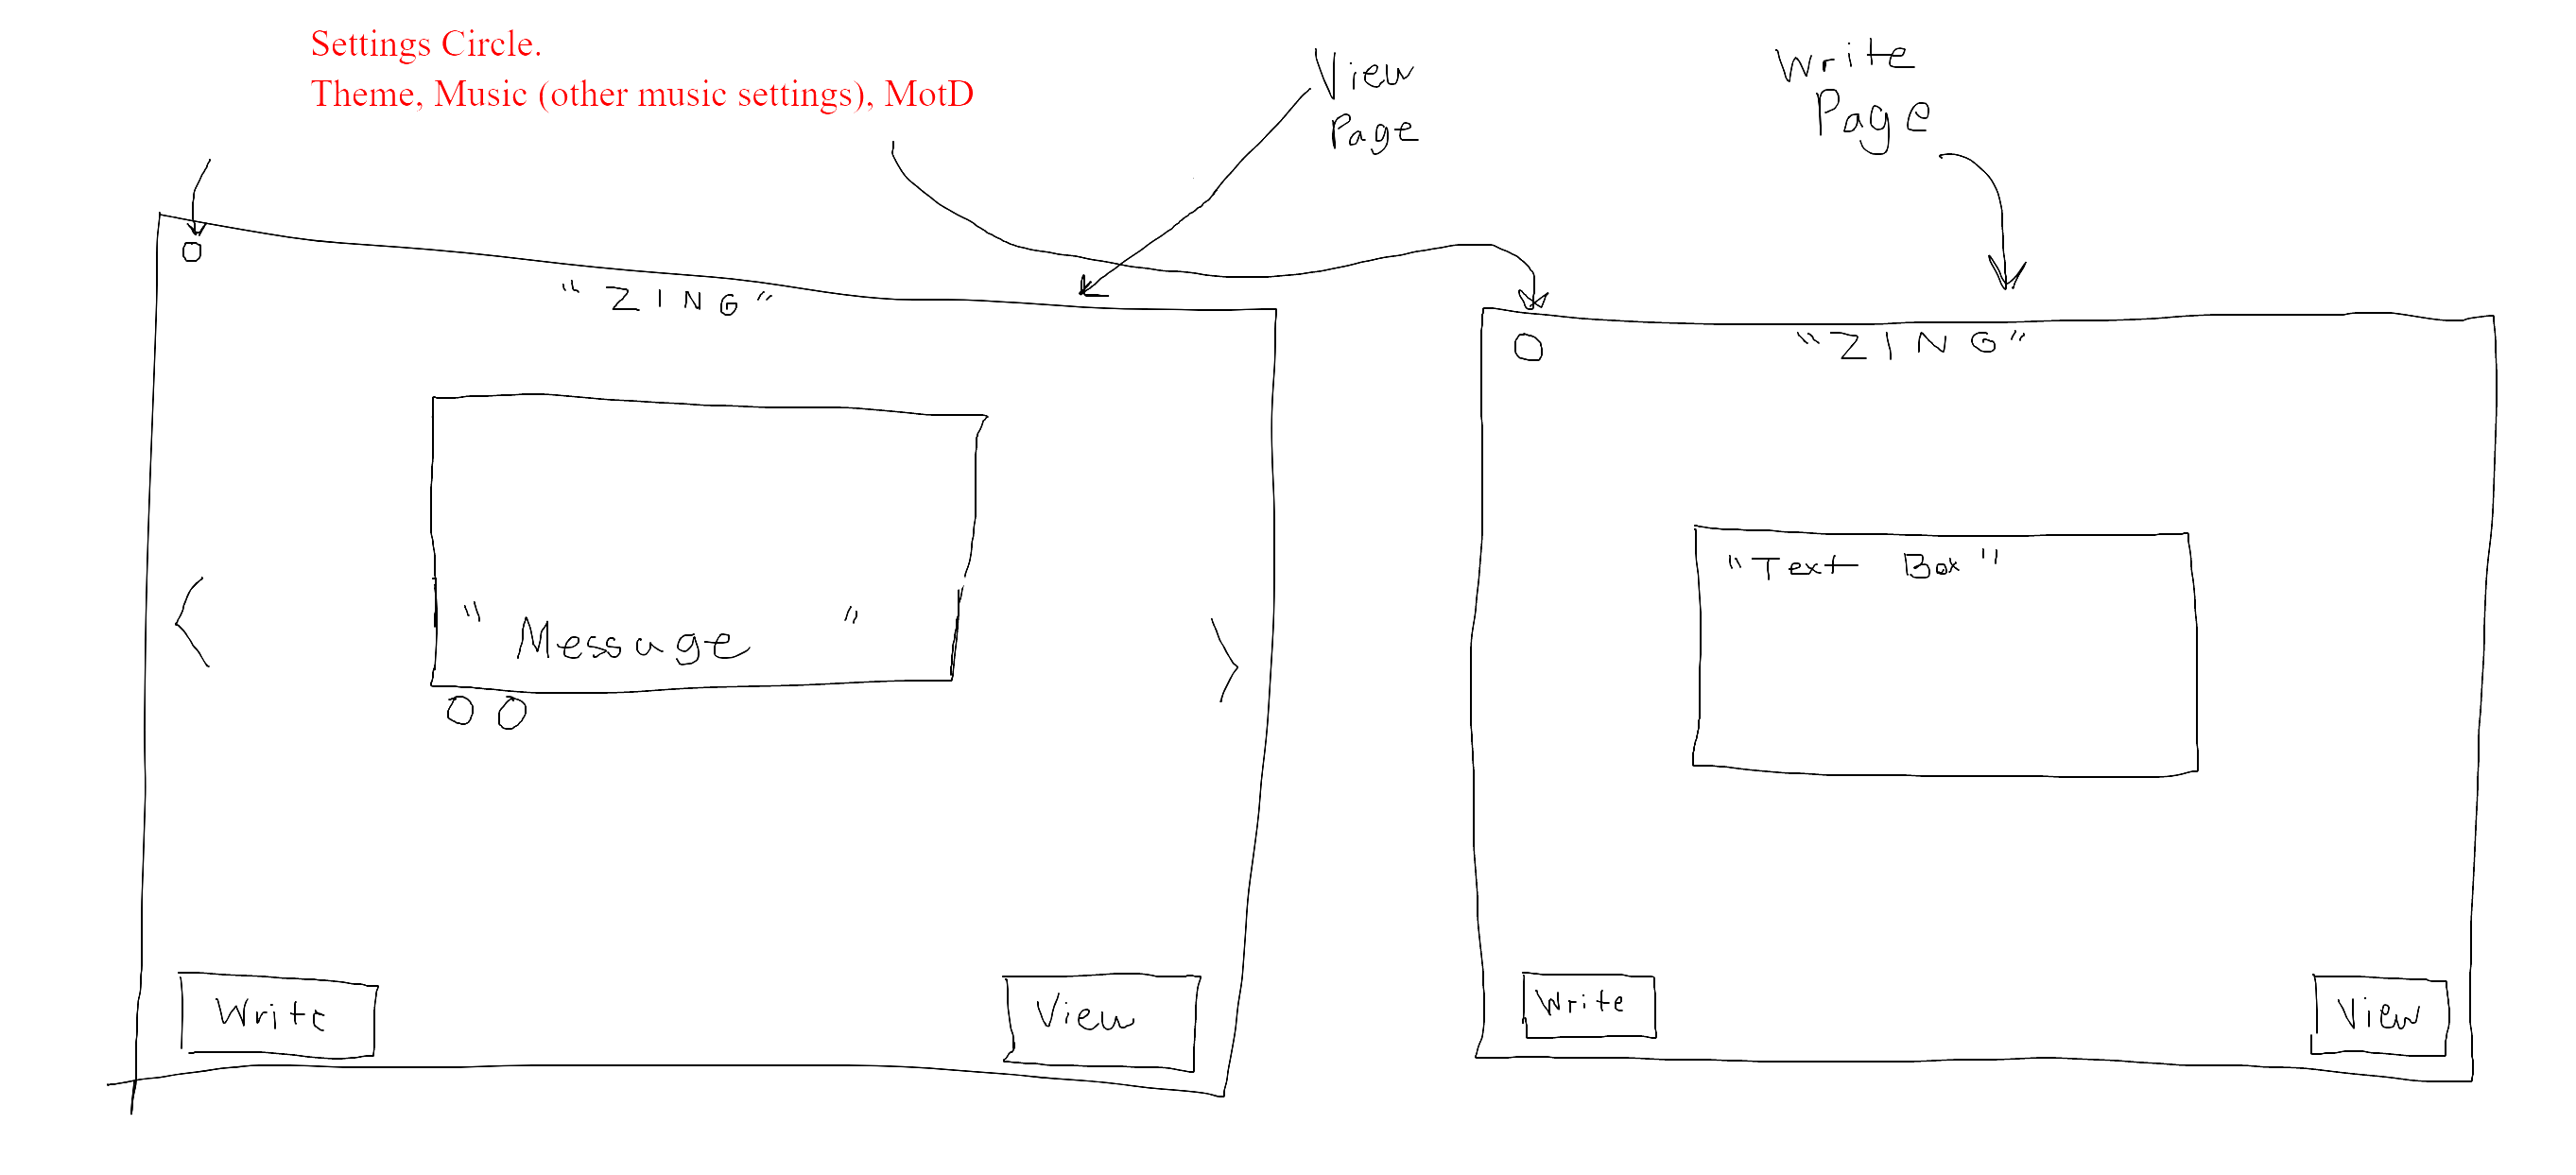 Settings Circle.
Theme, Music (other music settings), MotD
View
Page
Write
Page
"ZING"
"Message"
Write
View
"ZING"
"Text Box"
Write
View